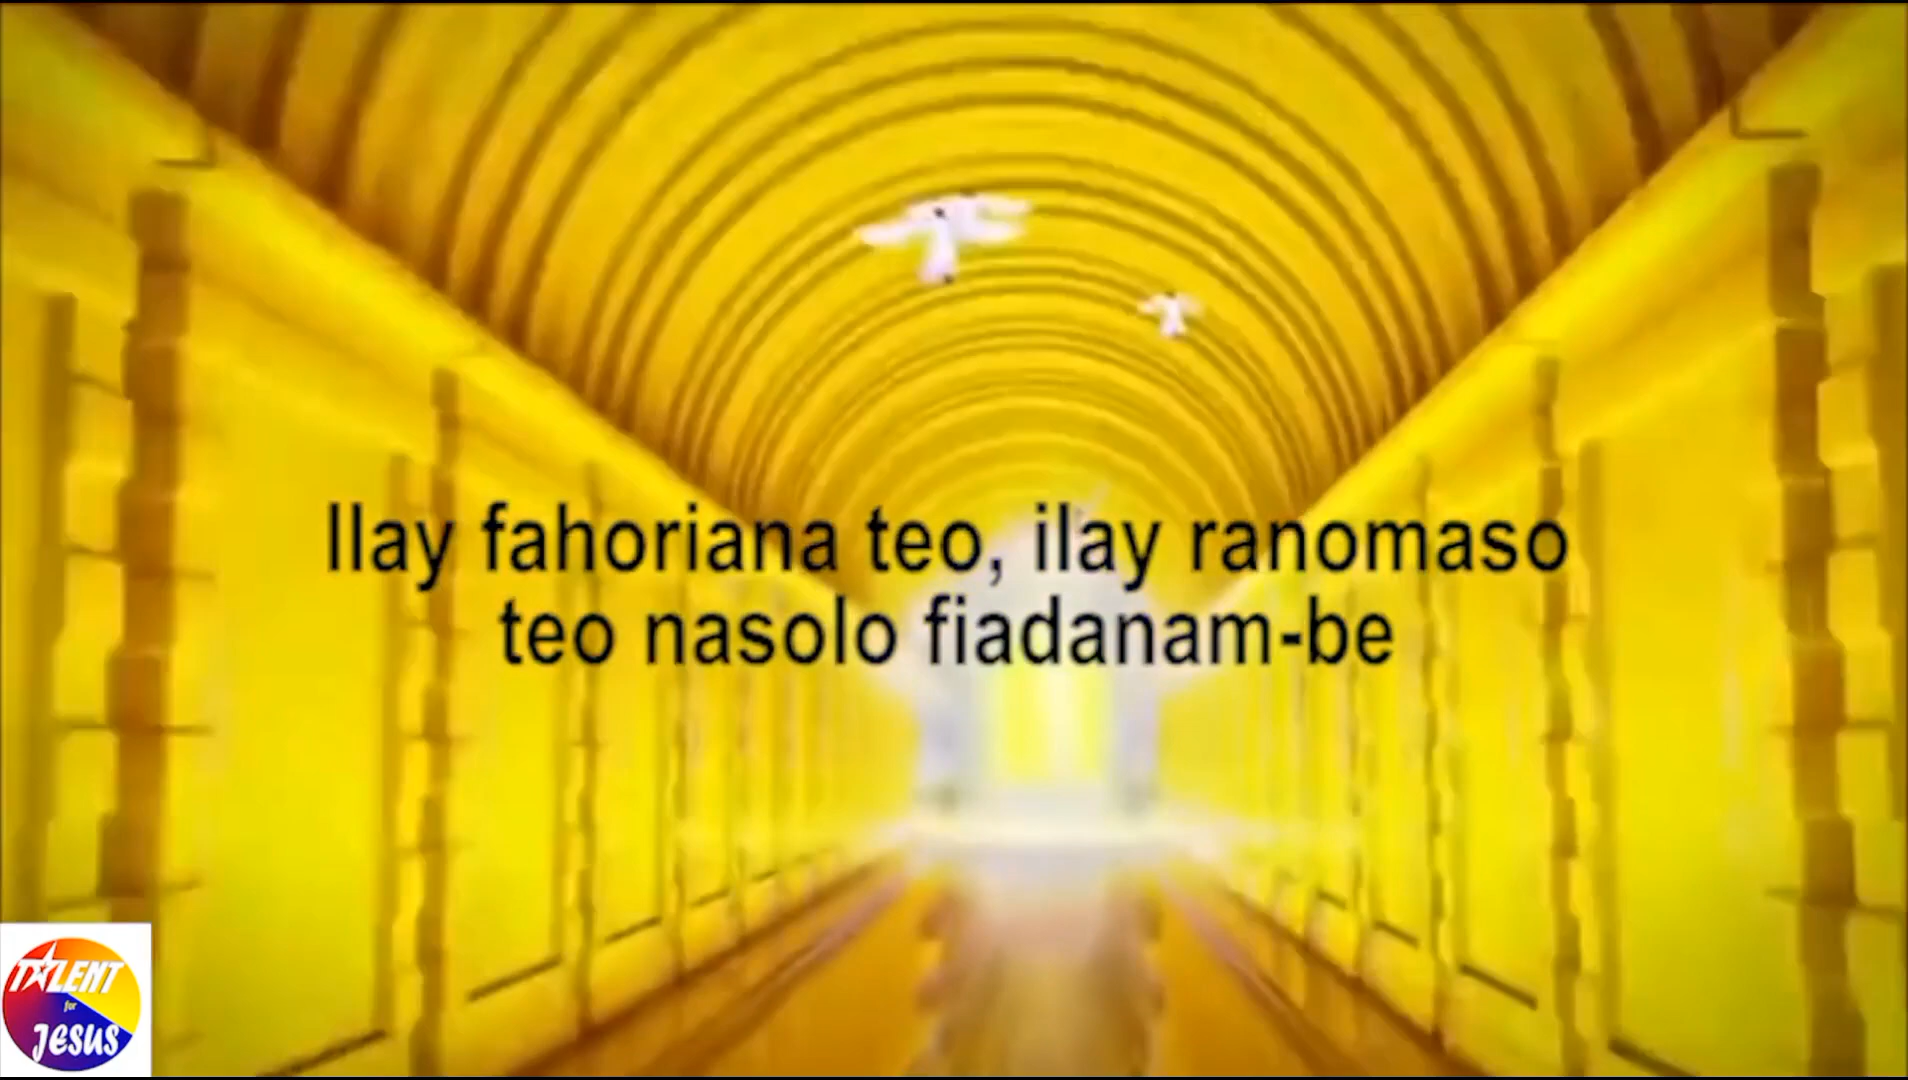 Ilay fahoriana teo, ilay ranomaso
teo nasolo fiadanam-be
TALENT
for
JESUS